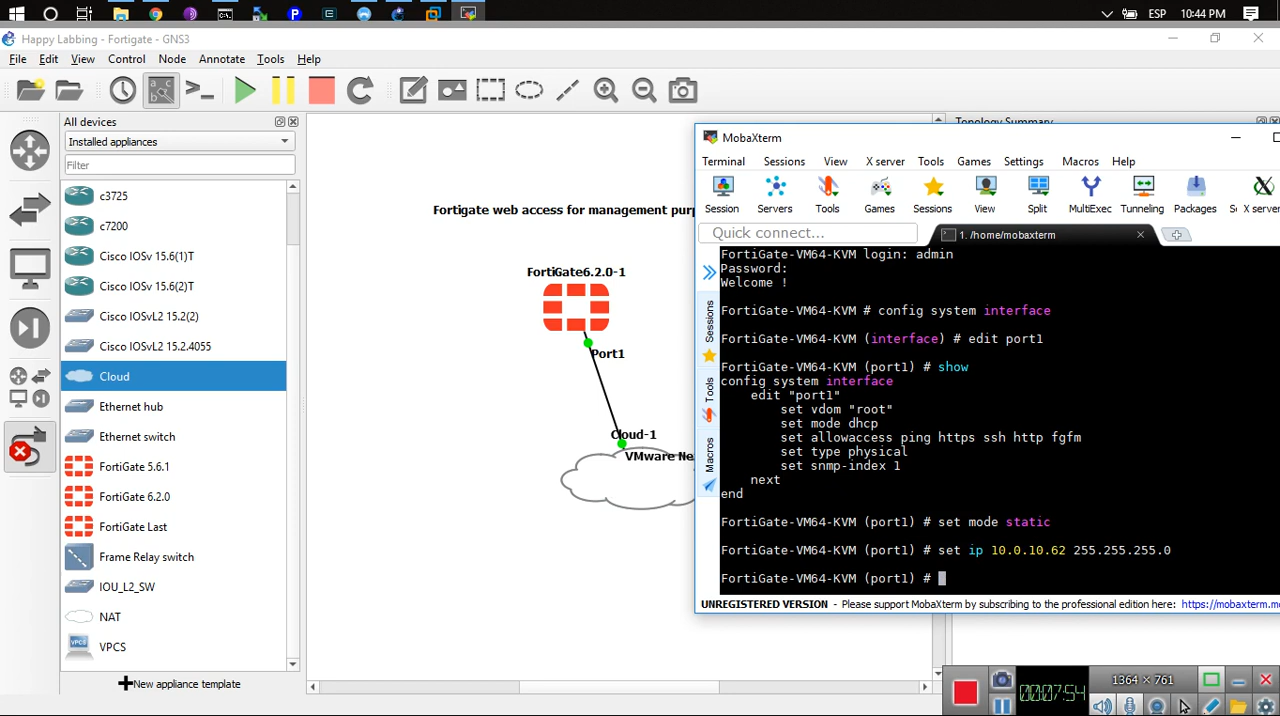 ESP 10:44 PM
Happy Labbing - Fortigate - GNS3
File Edit View Control Node Annotate Tools Help
All devices
Installed appliances
Filter
c3725
c7200
Cisco IOSv 15.6(1)T
Cisco IOSv 15.6(2)T
Cisco IOSvL2 15.2(2)
Cisco IOSvL2 15.2.4055
Cloud
Ethernet hub
Ethernet switch
FortiGate 5.6.1
FortiGate 6.2.0
FortiGate Last
Frame Relay switch
IOU_L2_SW
NAT
VPCS
New appliance template
Fortigate web access for management purp
FortiGate6.2.0-1
Port1
Cloud-1
VMware Ne
Topology Summary
MobaXterm
Terminal Sessions View X server Tools Games Settings Macros Help
Session Servers Tools Games Sessions View Split MultiExec Tunneling Packages Se X server
Quick connect...
1. /home/mobaxterm
Sessions
Tools
Macros
FortiGate-VM64-KVM login: admin
Password:
Welcome !
FortiGate-VM64-KVM # config system interface
FortiGate-VM64-KVM (interface) # edit port1
FortiGate-VM64-KVM (port1) # show
config system interface
edit "port1"
set vdom "root"
set mode dhcp
set allowaccess ping https ssh http fgfm
set type physical
set snmp-index 1
next
end
FortiGate-VM64-KVM (port1) # set mode static
FortiGate-VM64-KVM (port1) # set ip 10.0.10.62 255.255.255.0
FortiGate-VM64-KVM (port1) #
UNREGISTERED VERSION - Please support MobaXterm by subscribing to the professional edition here: https://mobaxterm.mo
00:07:54
1364 × 761